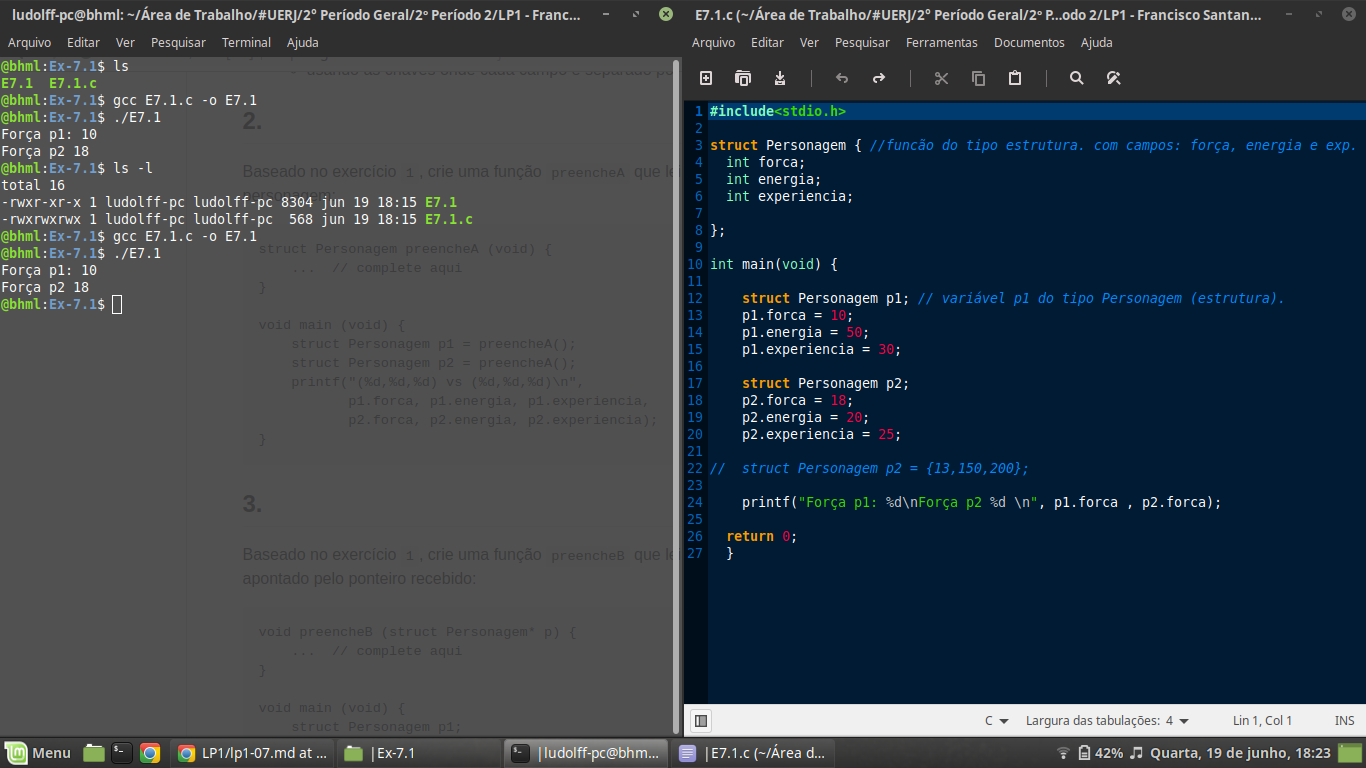 ludolff-pc@bhml: ~/Área de Trabalho/#UERJ/2° Período Geral/2º Período 2/LP1 - Franc...
Arquivo Editar Ver Pesquisar Terminal Ajuda
@bhml:Ex-7.1$ ls
E7.1 E7.1.c
@bhml:Ex-7.1$ gcc E7.1.c -o E7.1
@bhml:Ex-7.1$ ./E7.1
Força p1: 10
Força p2 18
@bhml:Ex-7.1$ ls -l
total 16
-rwxr-xr-x 1 ludolff-pc ludolff-pc 8304 jun 19 18:15 E7.1
-rwxrwxrwx 1 ludolff-pc ludolff-pc  568 jun 19 18:15 E7.1.c
@bhml:Ex-7.1$ gcc E7.1.c -o E7.1
@bhml:Ex-7.1$ ./E7.1
Força p1: 10
Força p2 18
@bhml:Ex-7.1$
2.
Baseado no exercício 1, crie uma função preencheA que lei
personagem:
struct Personagem preencheA (void) {
... // complete aqui
}
void main (void) {
struct Personagem p1 = preencheA();
struct Personagem p2 = preencheA();
printf("(%d,%d,%d) vs (%d,%d,%d)\n",
p1.forca, p1.energia, p1.experiencia,
p2.forca, p2.energia, p2.experiencia);
}
3.
Baseado no exercício 1, crie uma função preencheB que lei
apontado pelo ponteiro recebido:
void preencheB (struct Personagem* p) {
... // complete aqui
}
void main (void) {
struct Personagem p1;
E7.1.c (~/Área de Trabalho/#UERJ/2° Período Geral/2º P...odo 2/LP1 - Francisco Santan...
Arquivo Editar Ver Pesquisar Ferramentas Documentos Ajuda
1 #include<stdio.h>
2
3 struct Personagem { //funcão do tipo estrutura. com campos: força, energia e exp.
4 int forca;
5 int energia;
6 int experiencia;
7
8 };
9
10 int main(void) {
11
12 struct Personagem p1; // variável p1 do tipo Personagem (estrutura).
13 p1.forca = 10;
14 p1.energia = 50;
15 p1.experiencia = 30;
16
17 struct Personagem p2;
18 p2.forca = 18;
19 p2.energia = 20;
20 p2.experiencia = 25;
21
22 // struct Personagem p2 = {13,150,200};
23
24 printf("Força p1: %d\nForça p2 %d \n", p1.forca , p2.forca);
25
26 return 0;
27 }
C Largura das tabulações: 4 Lin 1, Col 1 INS
Menu LP1/lp1-07.md at ... |Ex-7.1 |ludolff-pc@bhm... |E7.1.c (~/Área d... 42% Quarta, 19 de junho, 18:23